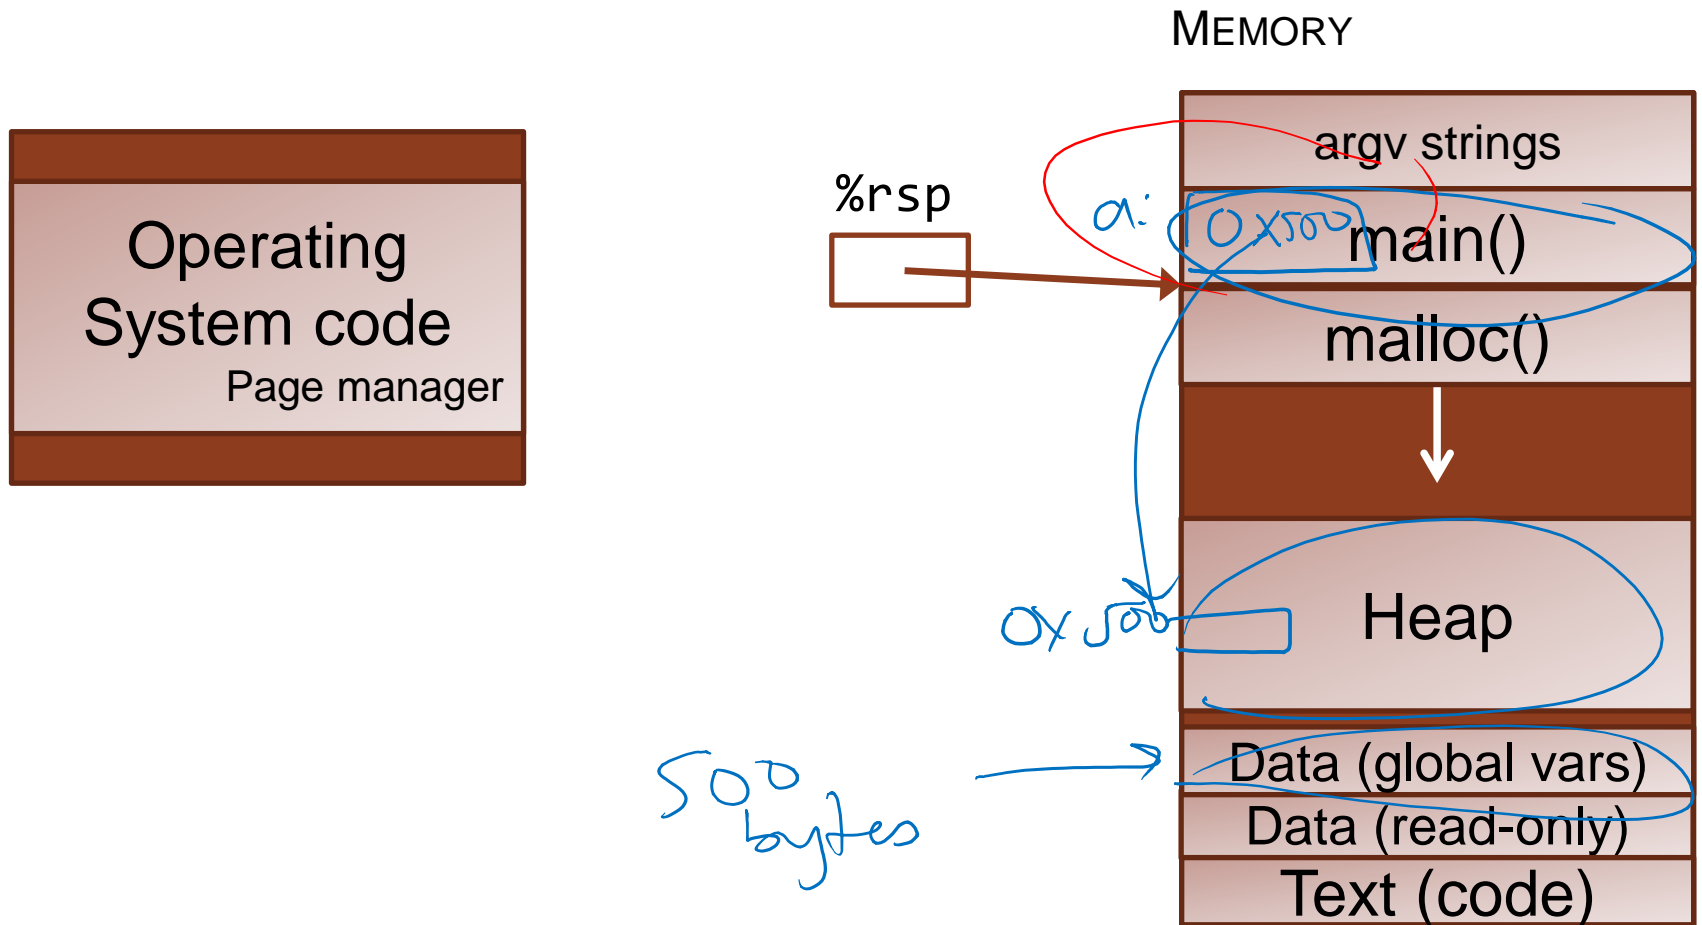 MEMORY
argv strings
%rsp
a: 0x500 main()
Operating
System code
Page manager
malloc()
0x500
Heap
500
bytes
Data (global vars)
Data (read-only)
Text (code)